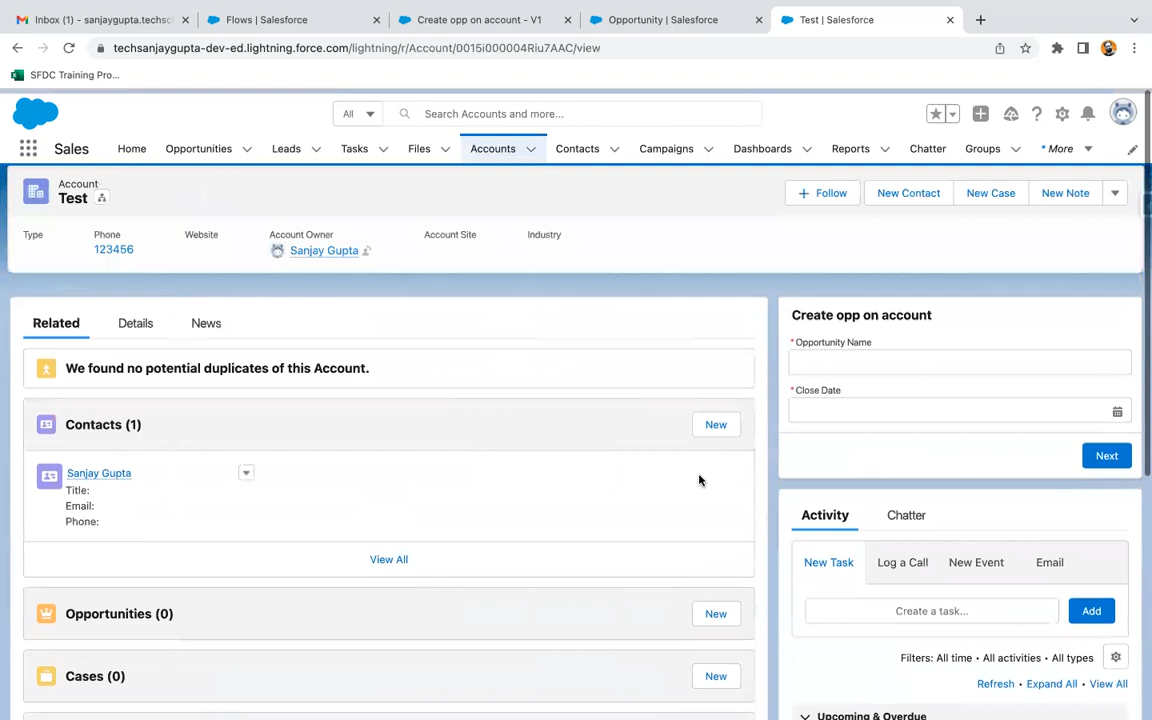 Inbox (1) - sanjaygupta.techsc
Flows | Salesforce
Create opp on account - V1
Opportunity | Salesforce
Test | Salesforce
techsanjaygupta-dev-ed.lightning.force.com/lightning/r/Account/0015i000004Riu7AAC/view
SFDC Training Pro...
All
Search Accounts and more...
Sales
Home
Opportunities
Leads
Tasks
Files
Accounts
Contacts
Campaigns
Dashboards
Reports
Chatter
Groups
* More
Account
Test
+ Follow
New Contact
New Case
New Note
Type
Phone
Website
Account Owner
Account Site
Industry
123456
Sanjay Gupta
Related
Details
News
We found no potential duplicates of this Account.
Contacts (1)
New
Sanjay Gupta
Title:
Email:
Phone:
View All
Opportunities (0)
New
Cases (0)
New
Create opp on account
* Opportunity Name
* Close Date
Next
Activity
Chatter
New Task
Log a Call
New Event
Email
Create a task...
Add
Filters: All time • All activities • All types
Refresh • Expand All • View All
Upcoming & Overdue